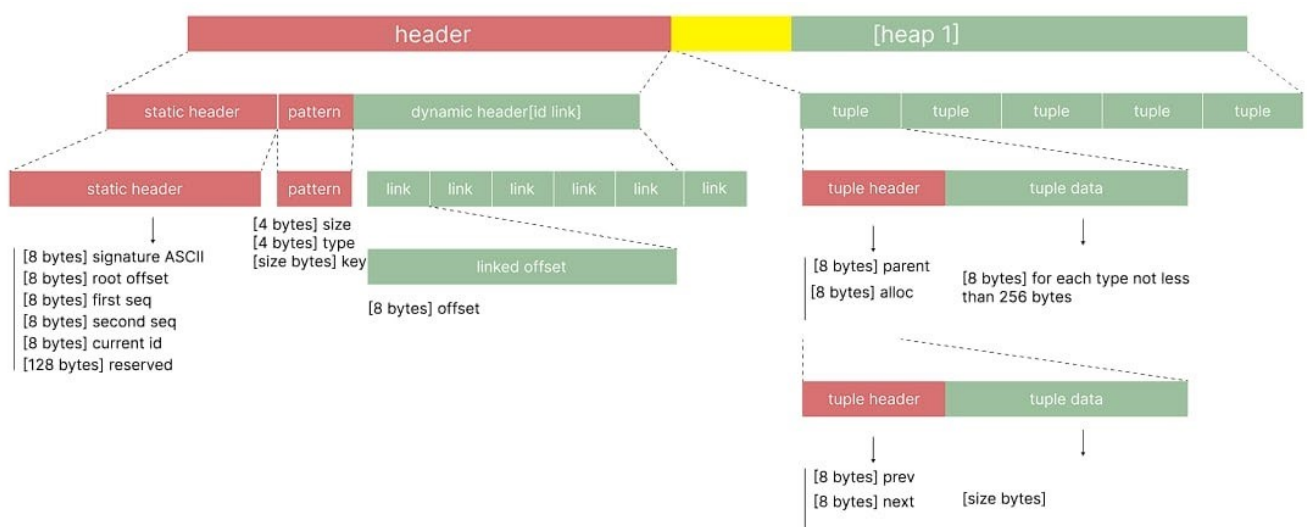 header
[heap 1]
static header
pattern
dynamic header[id link]
tuple
tuple
tuple
tuple
tuple
static header
pattern
link
link
link
link
link
link
tuple header
tuple data
[4 bytes] size
[4 bytes] type
[size bytes] key
[8 bytes] signature ASCII
[8 bytes] root offset
[8 bytes] first seq
[8 bytes] second seq
[8 bytes] current id
[128 bytes] reserved
linked offset
[8 bytes] offset
[8 bytes] parent
[8 bytes] alloc
[8 bytes] for each type not less
than 256 bytes
tuple header
tuple data
[8 bytes] prev
[8 bytes] next
[size bytes]